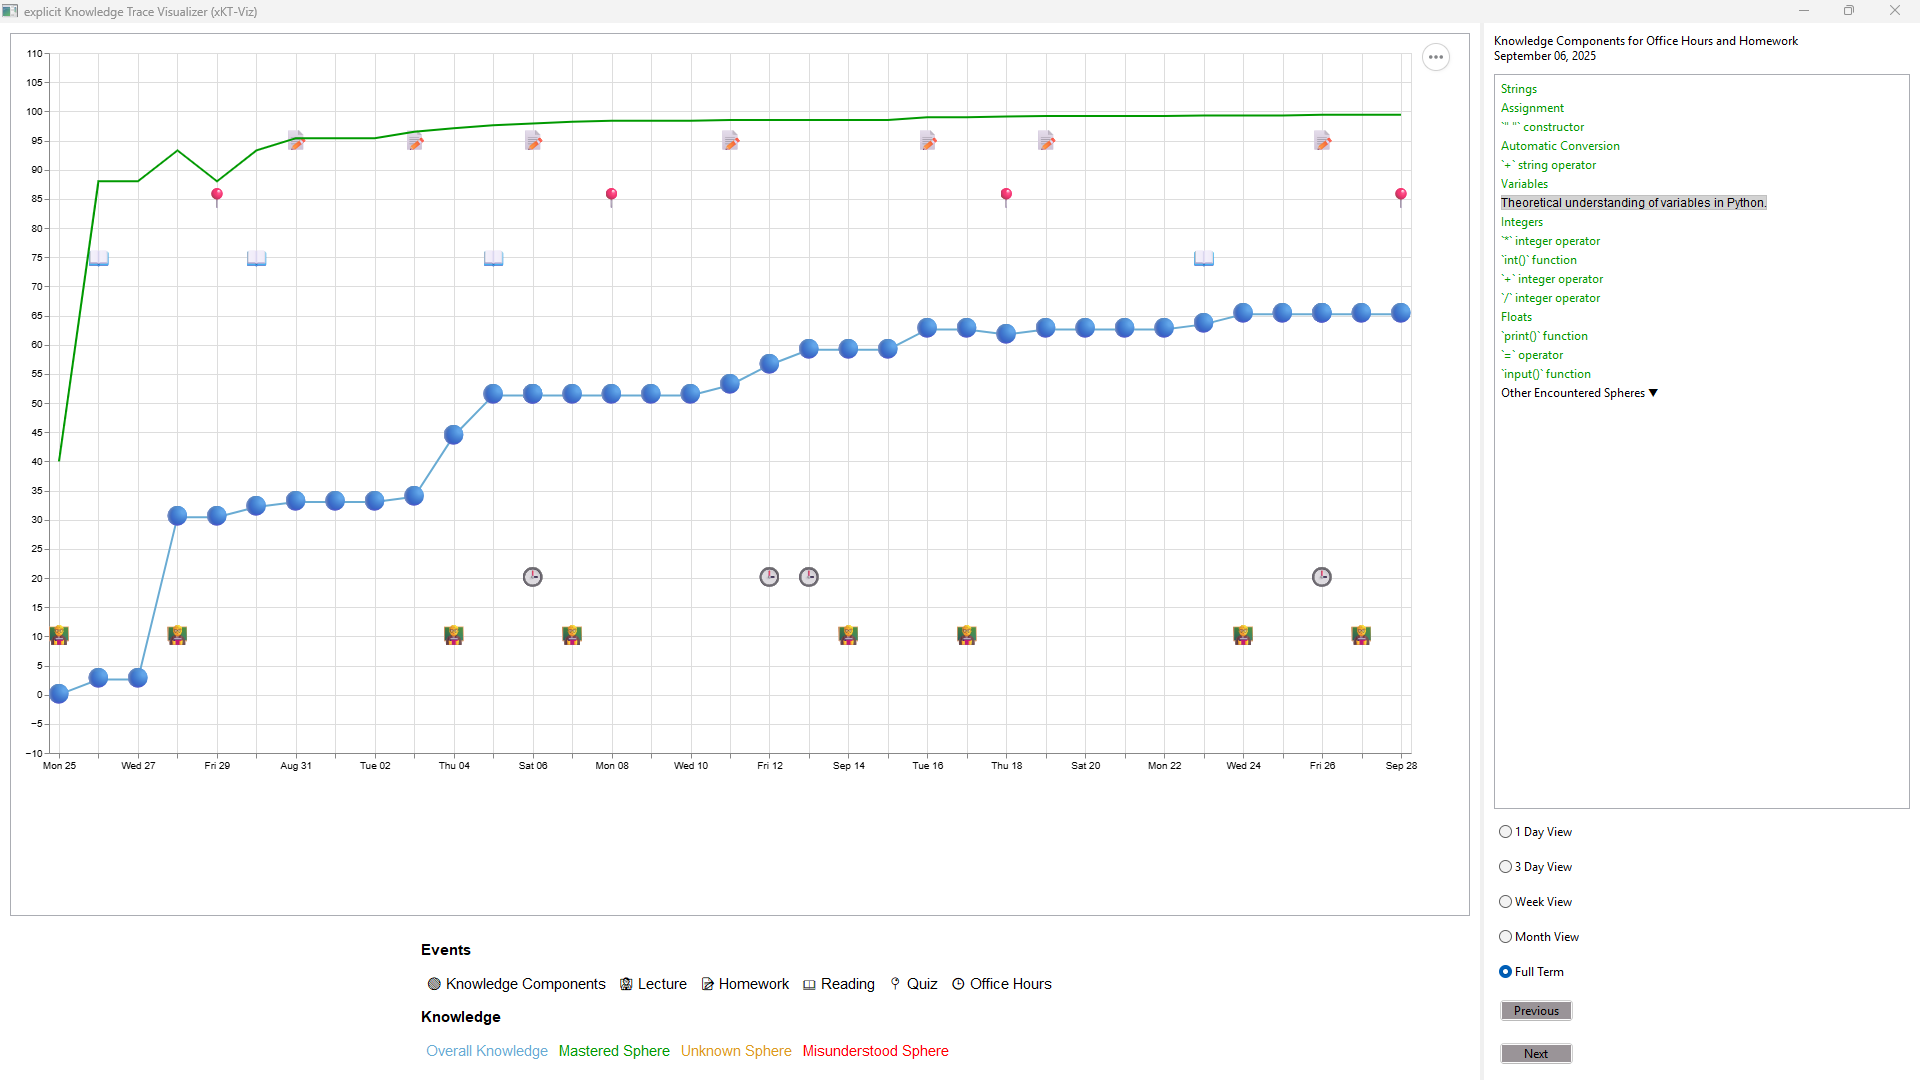 explicit Knowledge Trace Visualizer (xKT-Viz)
110
105
100
95
90
85
80
75
70
65
60
55
50
45
40
35
30
25
20
15
10
5
0
−5
−10
Mon 25 Wed 27 Fri 29 Aug 31 Tue 02 Thu 04 Sat 06 Mon 08 Wed 10 Fri 12 Sep 14 Tue 16 Thu 18 Sat 20 Mon 22 Wed 24 Fri 26 Sep 28
Events
Knowledge Components Lecture Homework Reading Quiz Office Hours
Knowledge
Overall Knowledge Mastered Sphere Unknown Sphere Misunderstood Sphere
Knowledge Components for Office Hours and Homework
September 06, 2025
Strings
Assignment
`" "` constructor
Automatic Conversion
`+` string operator
Variables
Theoretical understanding of variables in Python.
Integers
`*` integer operator
`int()` function
`+` integer operator
`/` integer operator
Floats
`print()` function
`=` operator
`input()` function
Other Encountered Spheres ▼
1 Day View
3 Day View
Week View
Month View
Full Term
Previous
Next